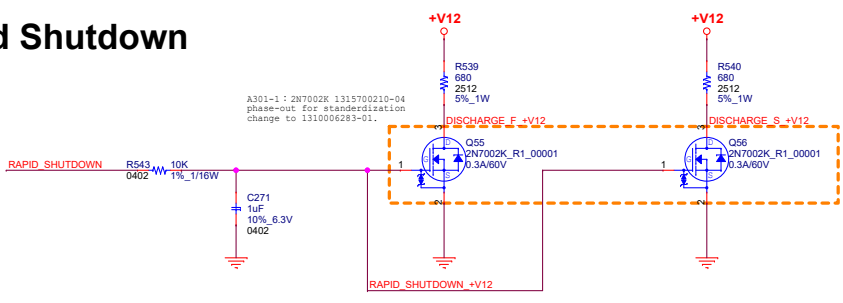 d Shutdown
+V12
+V12
R539
680
2512
5%_1W
R540
680
2512
5%_1W
A301-1 : 2N7002K 1315700210-04
phase-out for standerdization
change to 1310006283-01.
DISCHARGE_F_+V12
DISCHARGE_S_+V12
3
D
Q55
2N7002K_R1_00001
0.3A/60V
G
S
1
2
3
D
Q56
2N7002K_R1_00001
0.3A/60V
G
S
1
2
RAPID_SHUTDOWN
R543
10K
0402
1%_1/16W
C271
1uF
10%_6.3V
0402
RAPID_SHUTDOWN_+V12